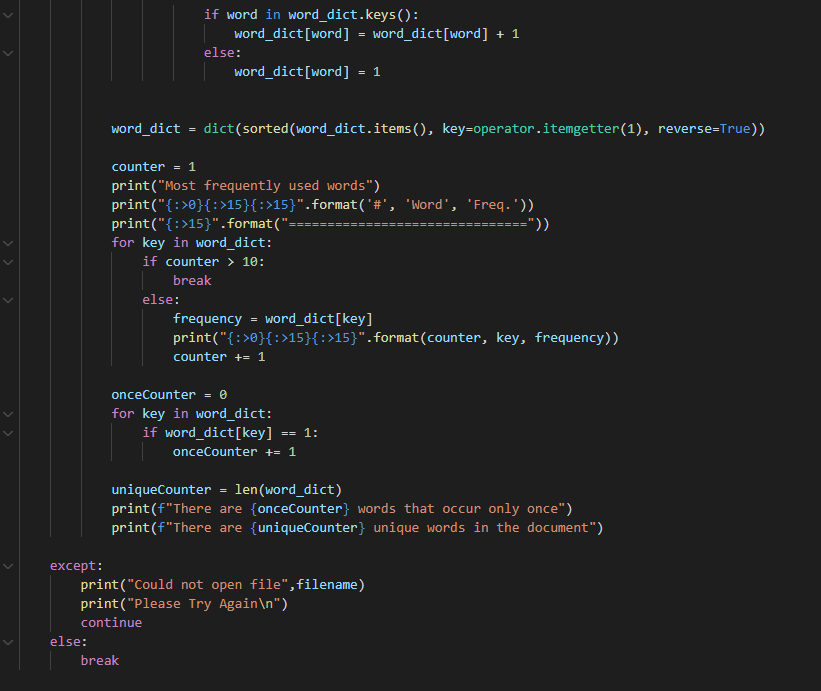 if word in word_dict.keys():
word_dict[word] = word_dict[word] + 1
else:
word_dict[word] = 1
word_dict = dict(sorted(word_dict.items(), key=operator.itemgetter(1), reverse=True))
counter = 1
print("Most frequently used words")
print("{:>0}{:>15}{:>15}".format('#', 'Word', 'Freq.'))
print("{:>15}".format("==============================="))
for key in word_dict:
if counter > 10:
break
else:
frequency = word_dict[key]
print("{:>0}{:>15}{:>15}".format(counter, key, frequency))
counter += 1
onceCounter = 0
for key in word_dict:
if word_dict[key] == 1:
onceCounter += 1
uniqueCounter = len(word_dict)
print(f"There are {onceCounter} words that occur only once")
print(f"There are {uniqueCounter} unique words in the document")
except:
print("Could not open file",filename)
print("Please Try Again\n")
continue
else:
break